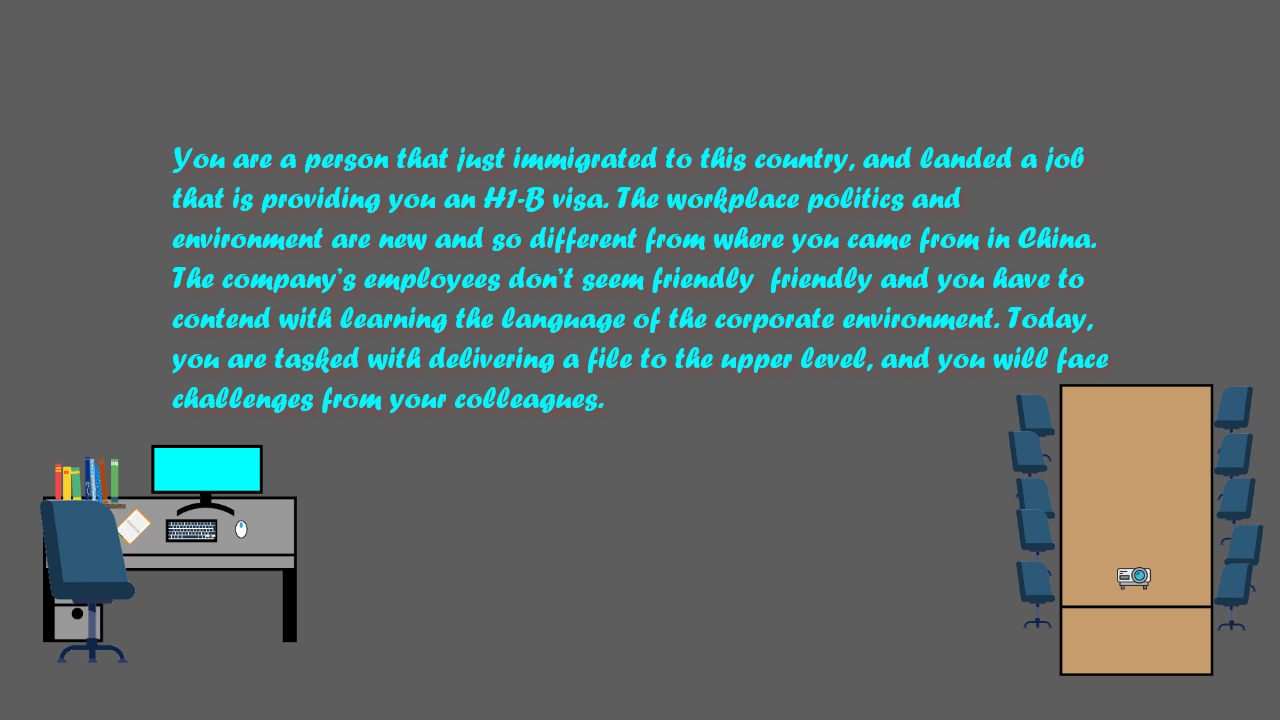 You are a person that just immigrated to this country, and landed a job
that is providing you an H1-B visa. The workplace politics and
environment are new and so different from where you came from in China.
The company's employees don't seem friendly  friendly and you have to
contend with learning the language of the corporate environment. Today,
you are tasked with delivering a file to the upper level, and you will face
challenges from your colleagues.